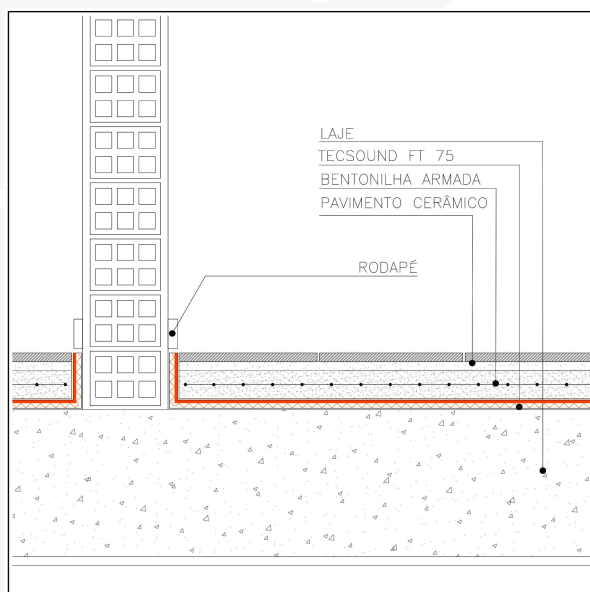 LAJE
TECSOUND FT 75
BENTONILHA ARMADA
PAVIMENTO CERÂMICO
RODAPÉ